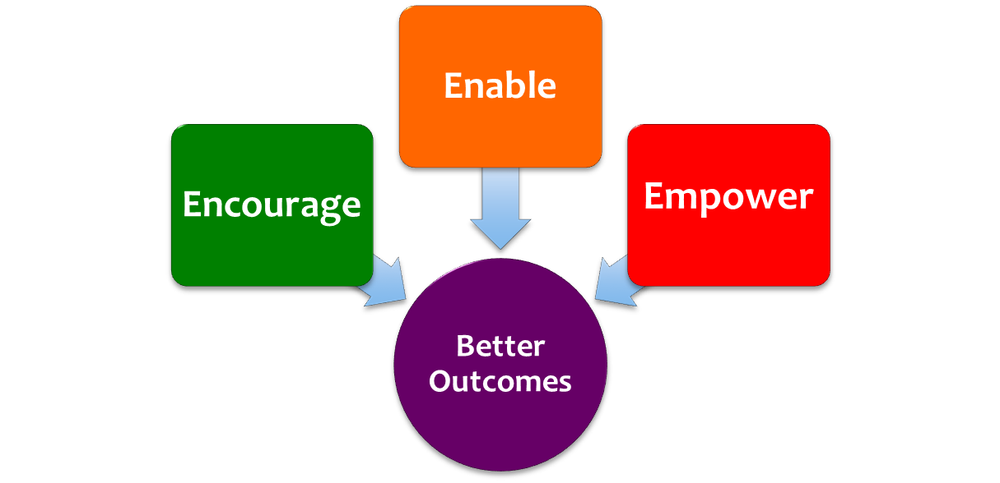 Enable
Encourage
Empower
Better
Outcomes